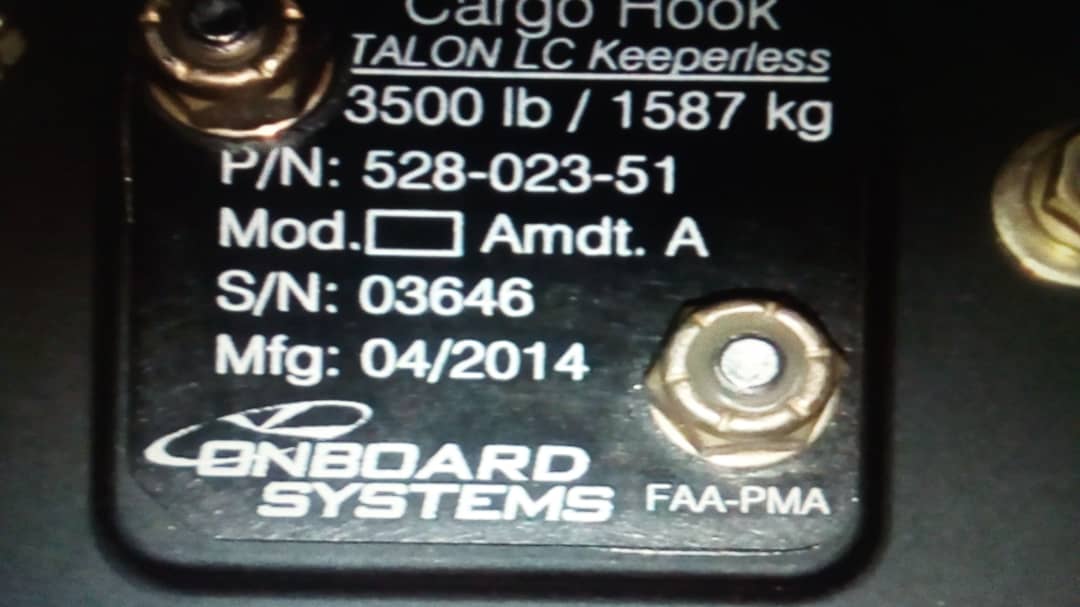 Cargo Hook
TALON LC Keeperless
3500 lb / 1587 kg
P/N: 528-023-51
Mod. Amdt. A
S/N: 03646
Mfg: 04/2014
ONBOARD
SYSTEMS
FAA-PMA